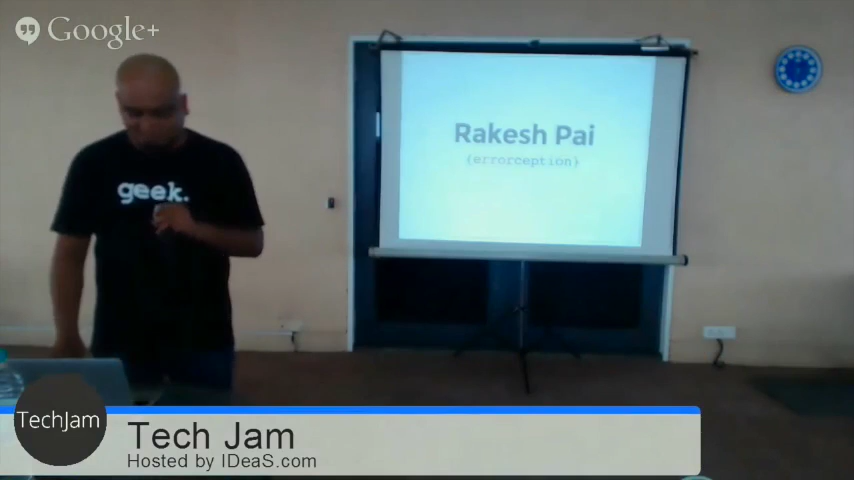 Google+
geek.
Rakesh Pai
{errorception}
TechJam
Tech Jam
Hosted by IDeaS.com